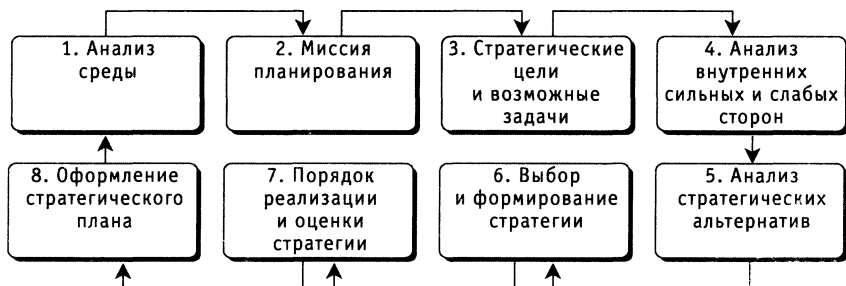 1. Анализ
среды
2. Миссия
планирования
3. Стратегические
цели
и возможные
задачи
4. Анализ
внутренних
сильных и слабых
сторон
8. Оформление
стратегического
плана
7. Порядок
реализации
и оценки
стратегии
6. Выбор
и формирование
стратегии
5. Анализ
стратегических
альтернатив